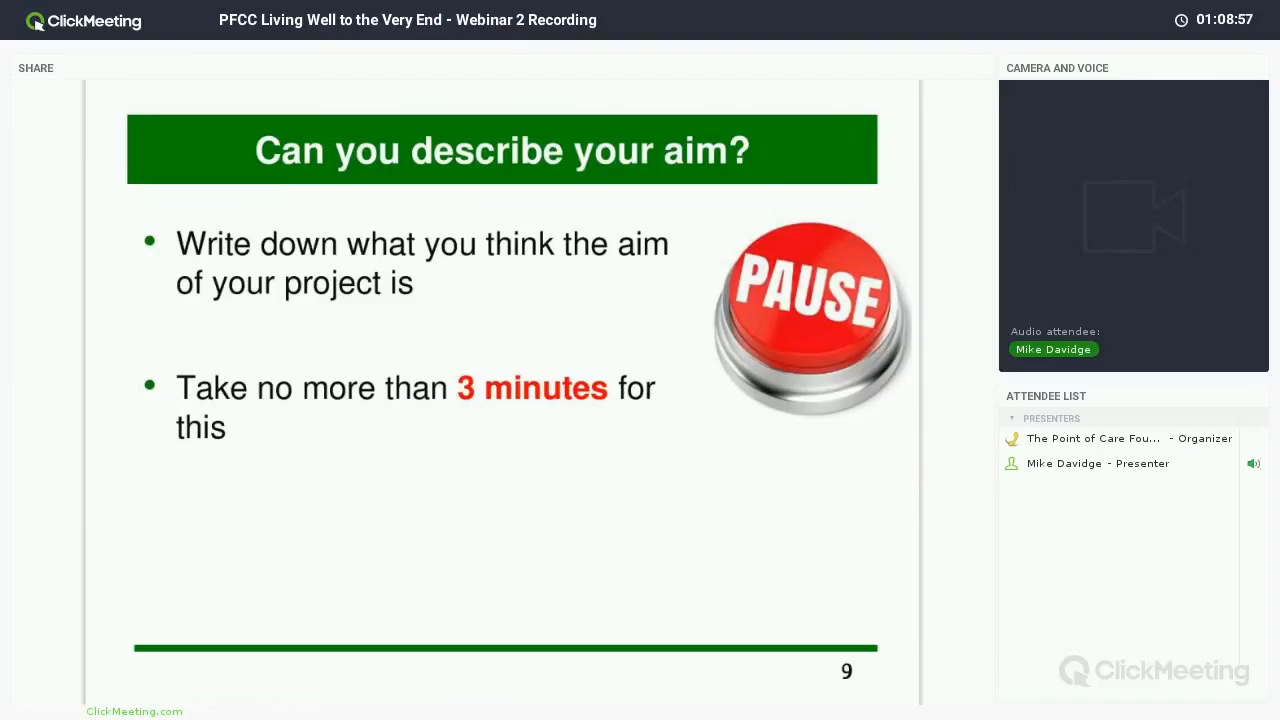 ClickMeeting
PFCC Living Well to the Very End - Webinar 2 Recording
01:08:57
SHARE
Can you describe your aim?
• Write down what you think the aim
of your project is
• Take no more than 3 minutes for
this
PAUSE
9
ClickMeeting.com
CAMERA AND VOICE
Audio attendee:
Mike Davidge
ATTENDEE LIST
PRESENTERS
The Point of Care Fou... - Organizer
Mike Davidge - Presenter
ClickMeeting